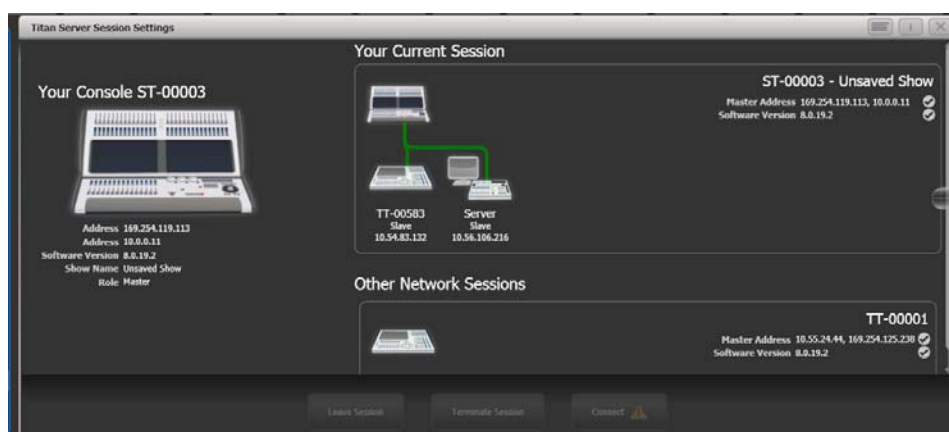 Titan Server Session Settings
Your Console ST-00003
Address 169.254.119.113
Address 10.0.0.11
Software Version 8.0.19.2
Show Name Unsaved Show
Role Master
Your Current Session
ST-00003 - Unsaved Show
Master Address 169.254.119.113, 10.0.0.11
Software Version 8.0.19.2
TT-00583
Slave
10.54.83.132
Server
Slave
10.56.106.216
Other Network Sessions
TT-00001
Master Address 10.55.24.44, 169.254.125.238
Software Version 8.0.19.2
Leave Session
Terminate Session
Connect